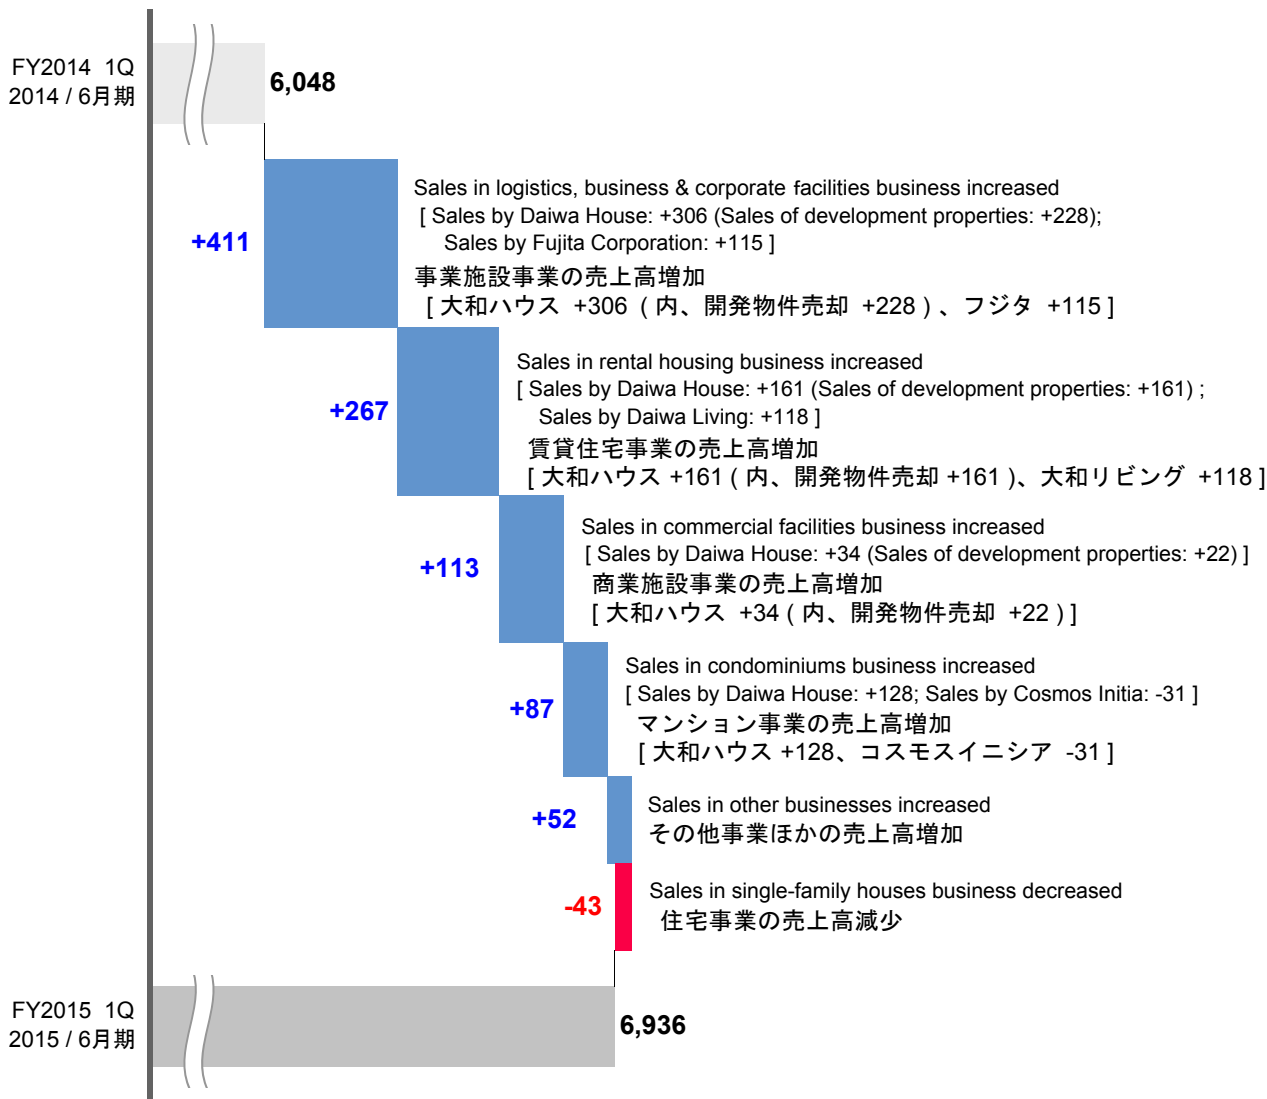 FY2014 1Q
2014 / 6月期
6,048
+411
Sales in logistics, business & corporate facilities business increased
[ Sales by Daiwa House: +306 (Sales of development properties: +228);
Sales by Fujita Corporation: +115 ]
事業施設事業の売上高増加
[ 大和ハウス +306 ( 内、開発物件売却 +228 ) 、フジタ +115 ]
+267
Sales in rental housing business increased
[ Sales by Daiwa House: +161 (Sales of development properties: +161) ;
Sales by Daiwa Living: +118 ]
賃貸住宅事業の売上高増加
[ 大和ハウス +161 ( 内、開発物件売却 +161 )、大和リビング +118 ]
+113
Sales in commercial facilities business increased
[ Sales by Daiwa House: +34 (Sales of development properties: +22) ]
商業施設事業の売上高増加
[ 大和ハウス +34 ( 内、開発物件売却 +22 ) ]
+87
Sales in condominiums business increased
[ Sales by Daiwa House: +128; Sales by Cosmos Initia: -31 ]
マンション事業の売上高増加
[ 大和ハウス +128、コスモスイニシア -31 ]
+52
Sales in other businesses increased
その他事業ほかの売上高増加
-43
Sales in single-family houses business decreased
住宅事業の売上高減少
FY2015 1Q
2015 / 6月期
6,936